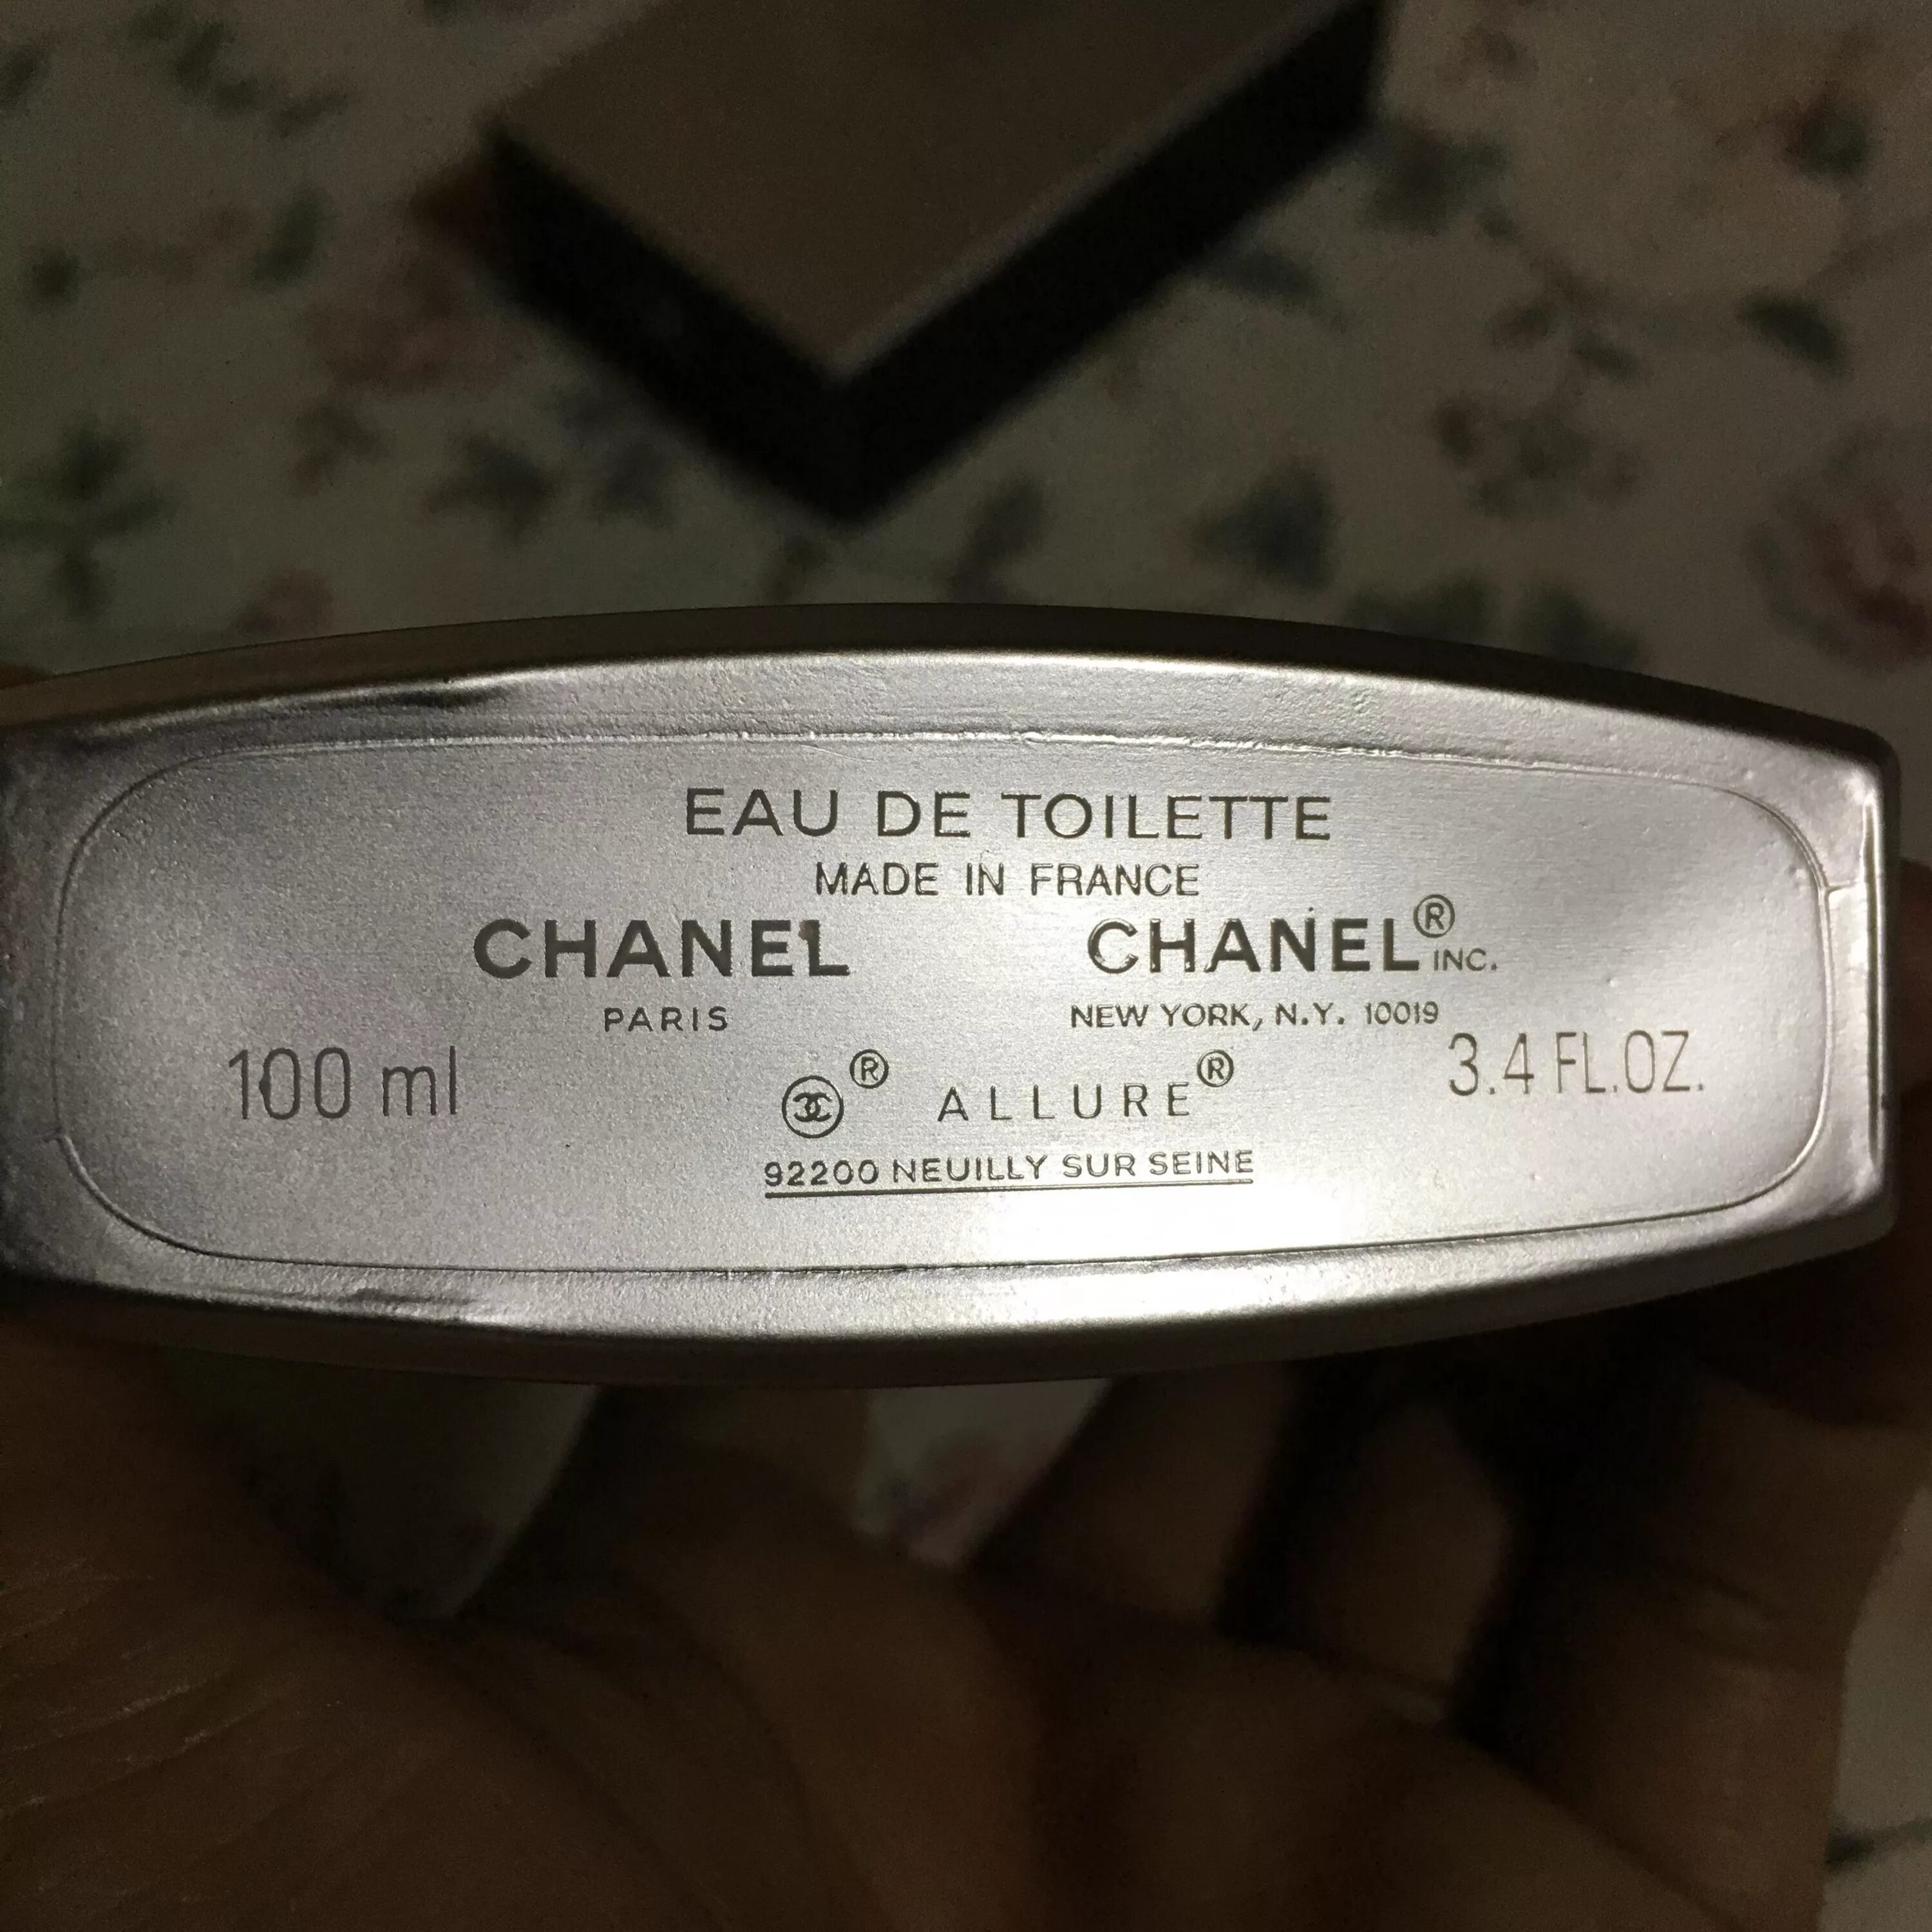 EAU DE TOILETTE
MADE IN FRANCE
CHANEL CHANEL® INC.
PARIS NEW YORK, N.Y. 10019
100 ml ® ALLURE® 3.4 FL.OZ.
92200 NEUILLY SUR SEINE